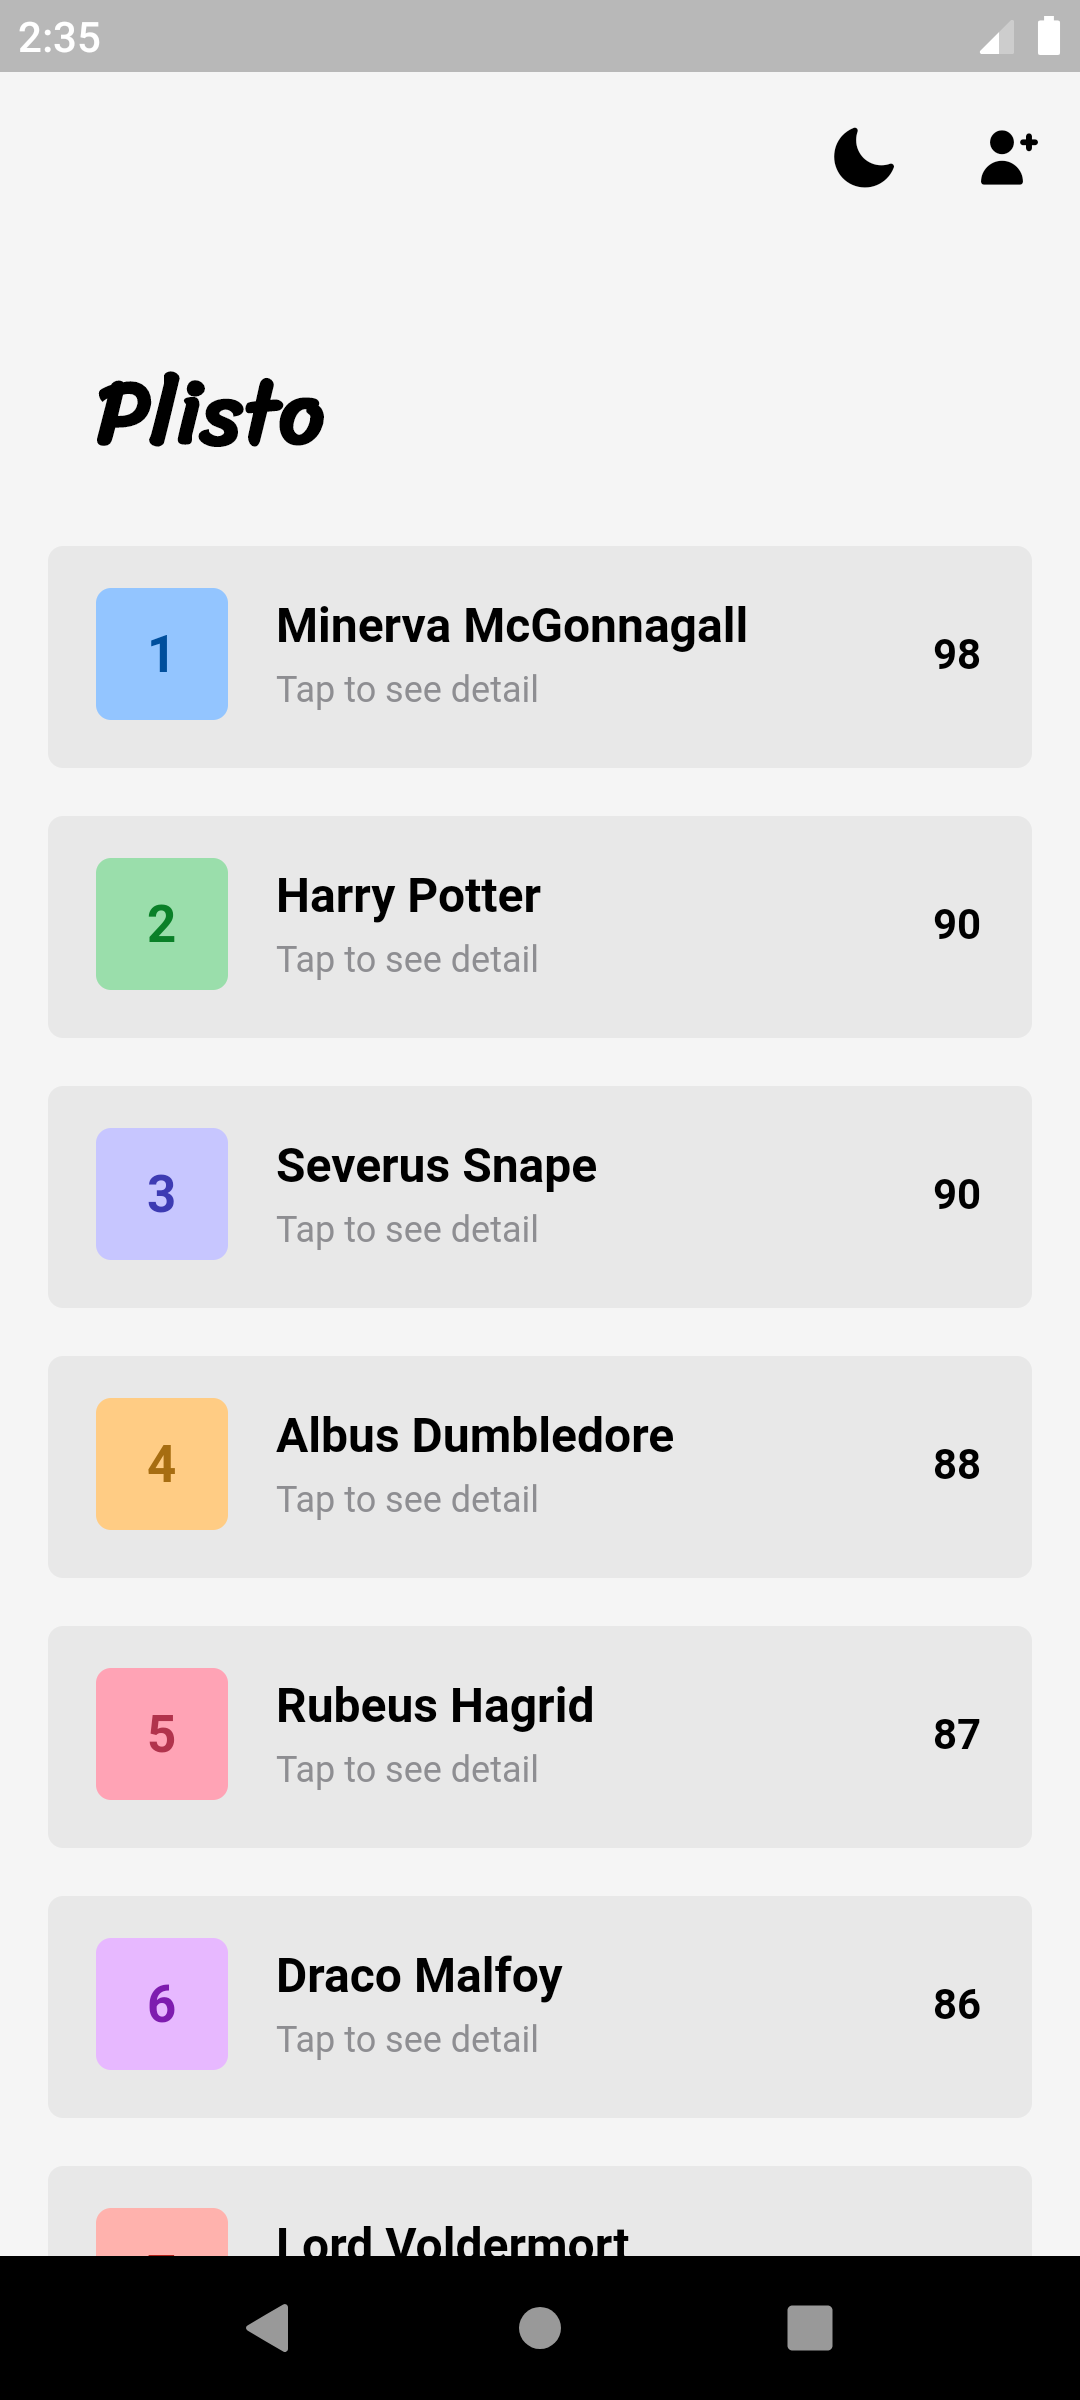 2:35
Plisto
1
Minerva McGonnagall
Tap to see detail
98
2
Harry Potter
Tap to see detail
90
3
Severus Snape
Tap to see detail
90
4
Albus Dumbledore
Tap to see detail
88
5
Rubeus Hagrid
Tap to see detail
87
6
Draco Malfoy
Tap to see detail
86
Lord Voldermort